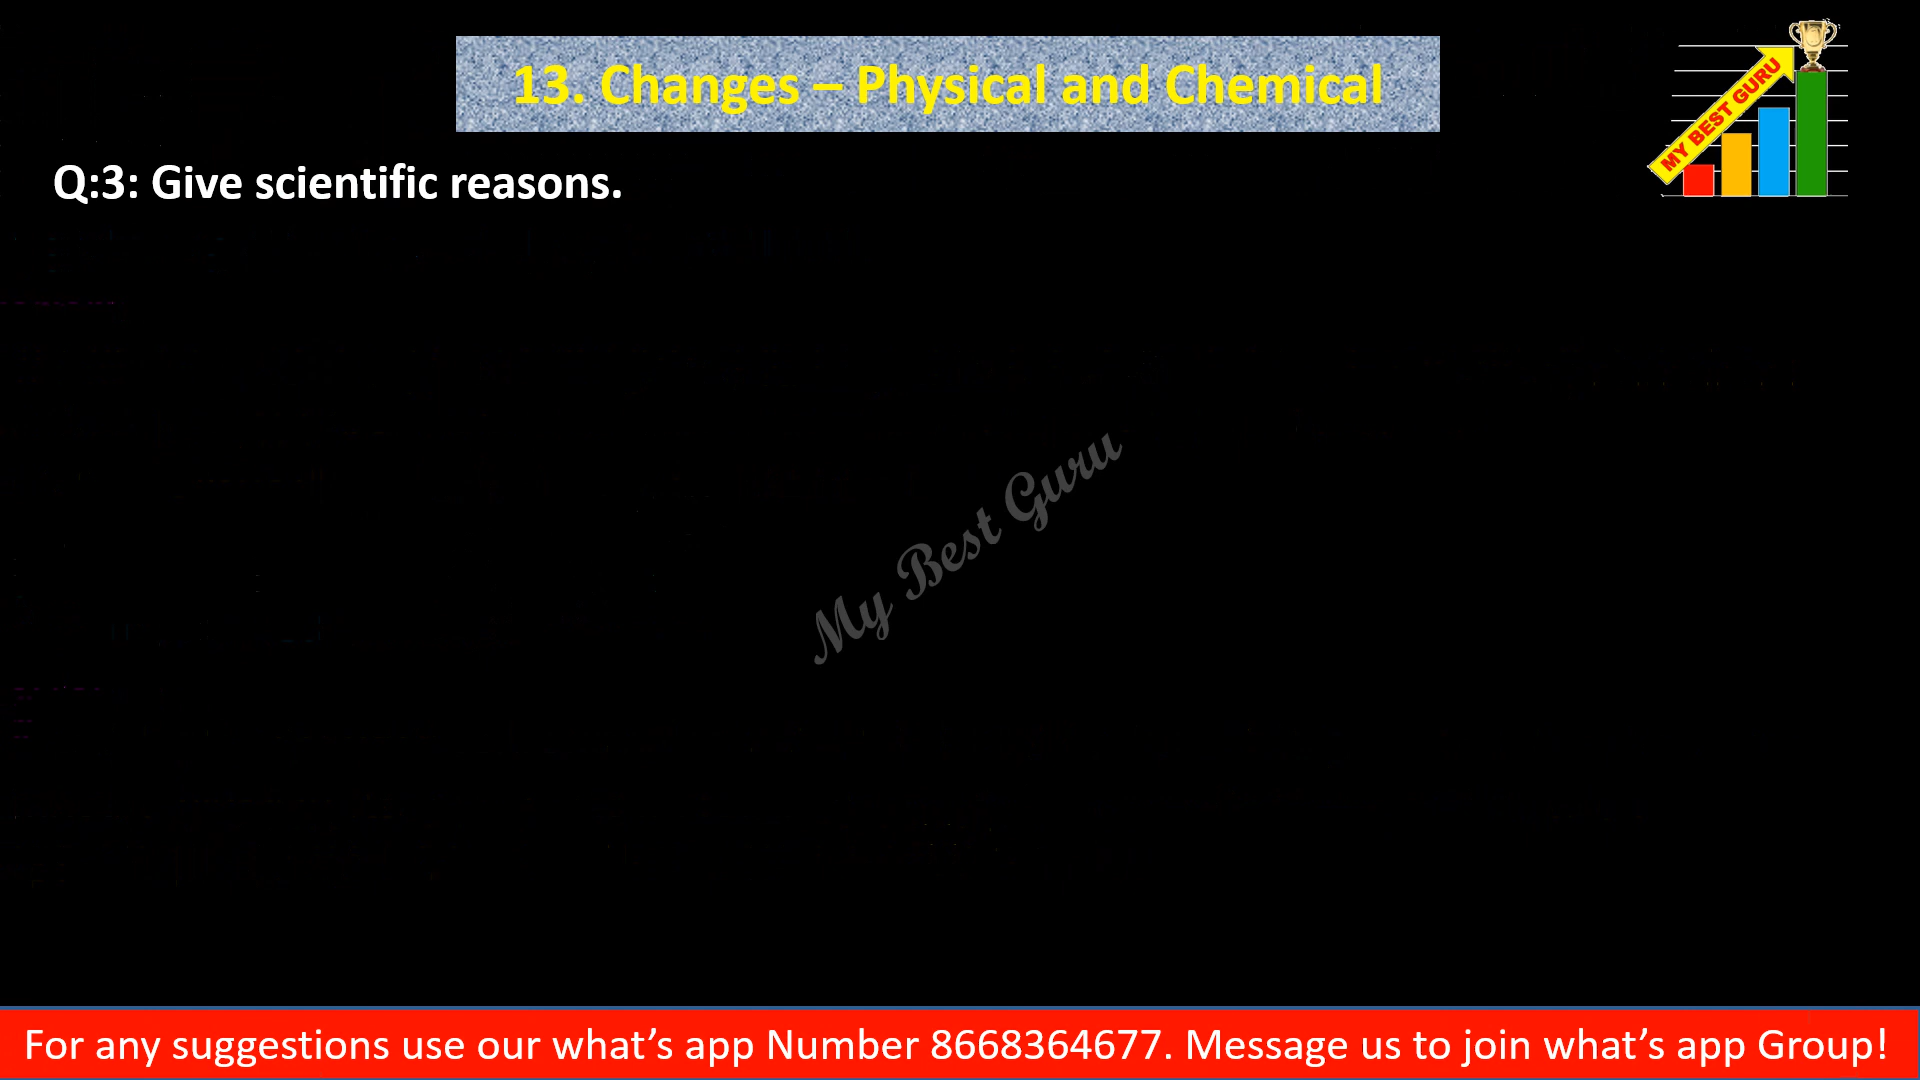 13. Changes – Physical and Chemical
MY BEST GURU
Q:3: Give scientific reasons.
My Best Guru
For any suggestions use our what’s app Number 8668364677. Message us to join what’s app Group!